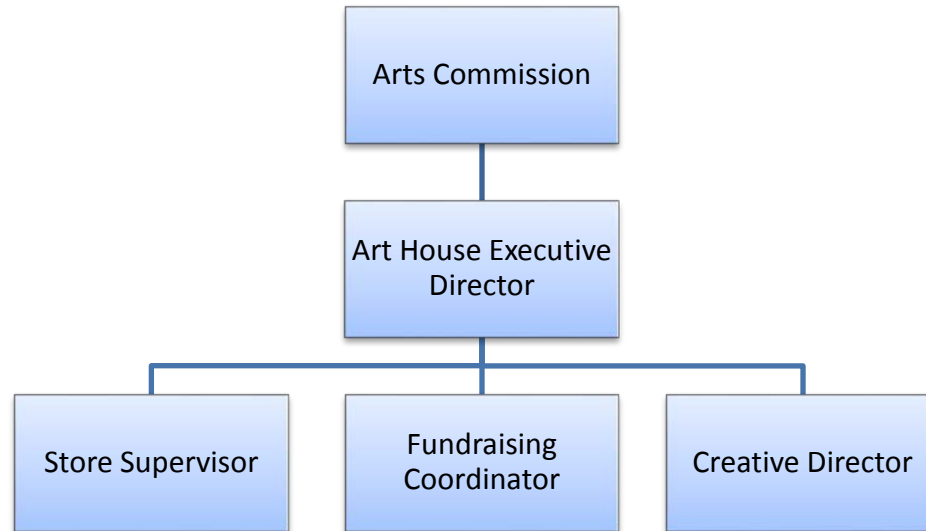 Arts Commission
Art House Executive
Director
Store Supervisor
Fundraising
Coordinator
Creative Director